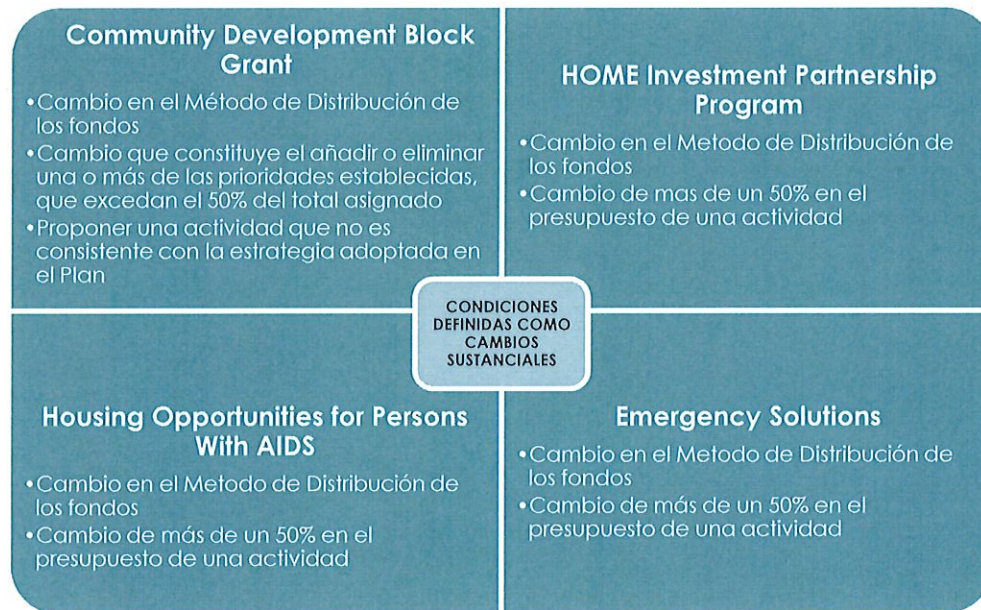 Community Development Block
Grant
•Cambio en el Método de Distribución de
los fondos
•Cambio que constituye el añadir o eliminar
una o más de las prioridades establecidas,
que excedan el 50% del total asignado
•Proponer una actividad que no es
consistente con la estrategia adoptada en
el Plan
HOME Investment Partnership
Program
•Cambio en el Metodo de Distribución de
los fondos
•Cambio de mas de un 50% en el
presupuesto de una actividad
CONDICIONES
DEFINIDAS COMO
CAMBIOS
SUSTANCIALES
Housing Opportunities for Persons
With AIDS
•Cambio en el Metodo de Distribución de
los fondos
•Cambio de más de un 50% en el
presupuesto de una actividad
Emergency Solutions
•Cambio en el Metodo de Distribución de
los fondos
•Cambio de más de un 50% en el
presupuesto de una actividad